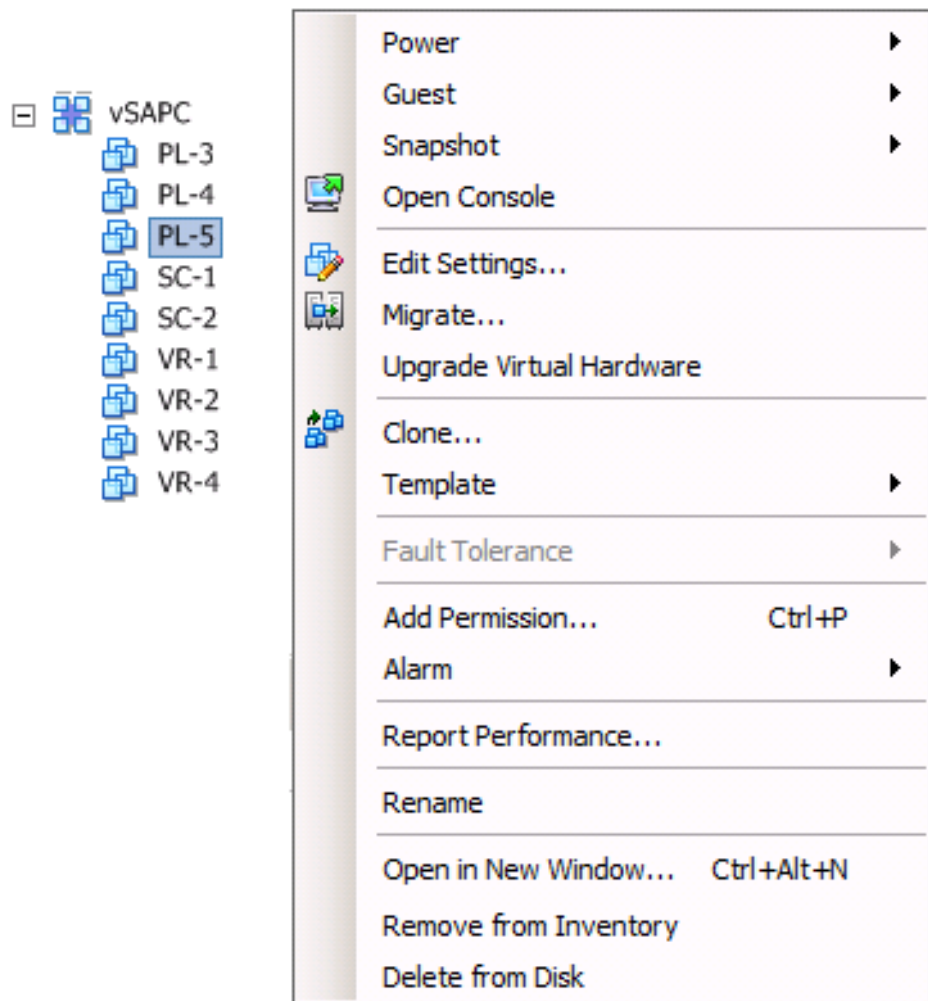 vSAPC
PL-3
PL-4
PL-5
SC-1
SC-2
VR-1
VR-2
VR-3
VR-4
Power
Guest
Snapshot
Open Console
Edit Settings...
Migrate...
Upgrade Virtual Hardware
Clone...
Template
Fault Tolerance
Add Permission... Ctrl+P
Alarm
Report Performance...
Rename
Open in New Window... Ctrl+Alt+N
Remove from Inventory
Delete from Disk